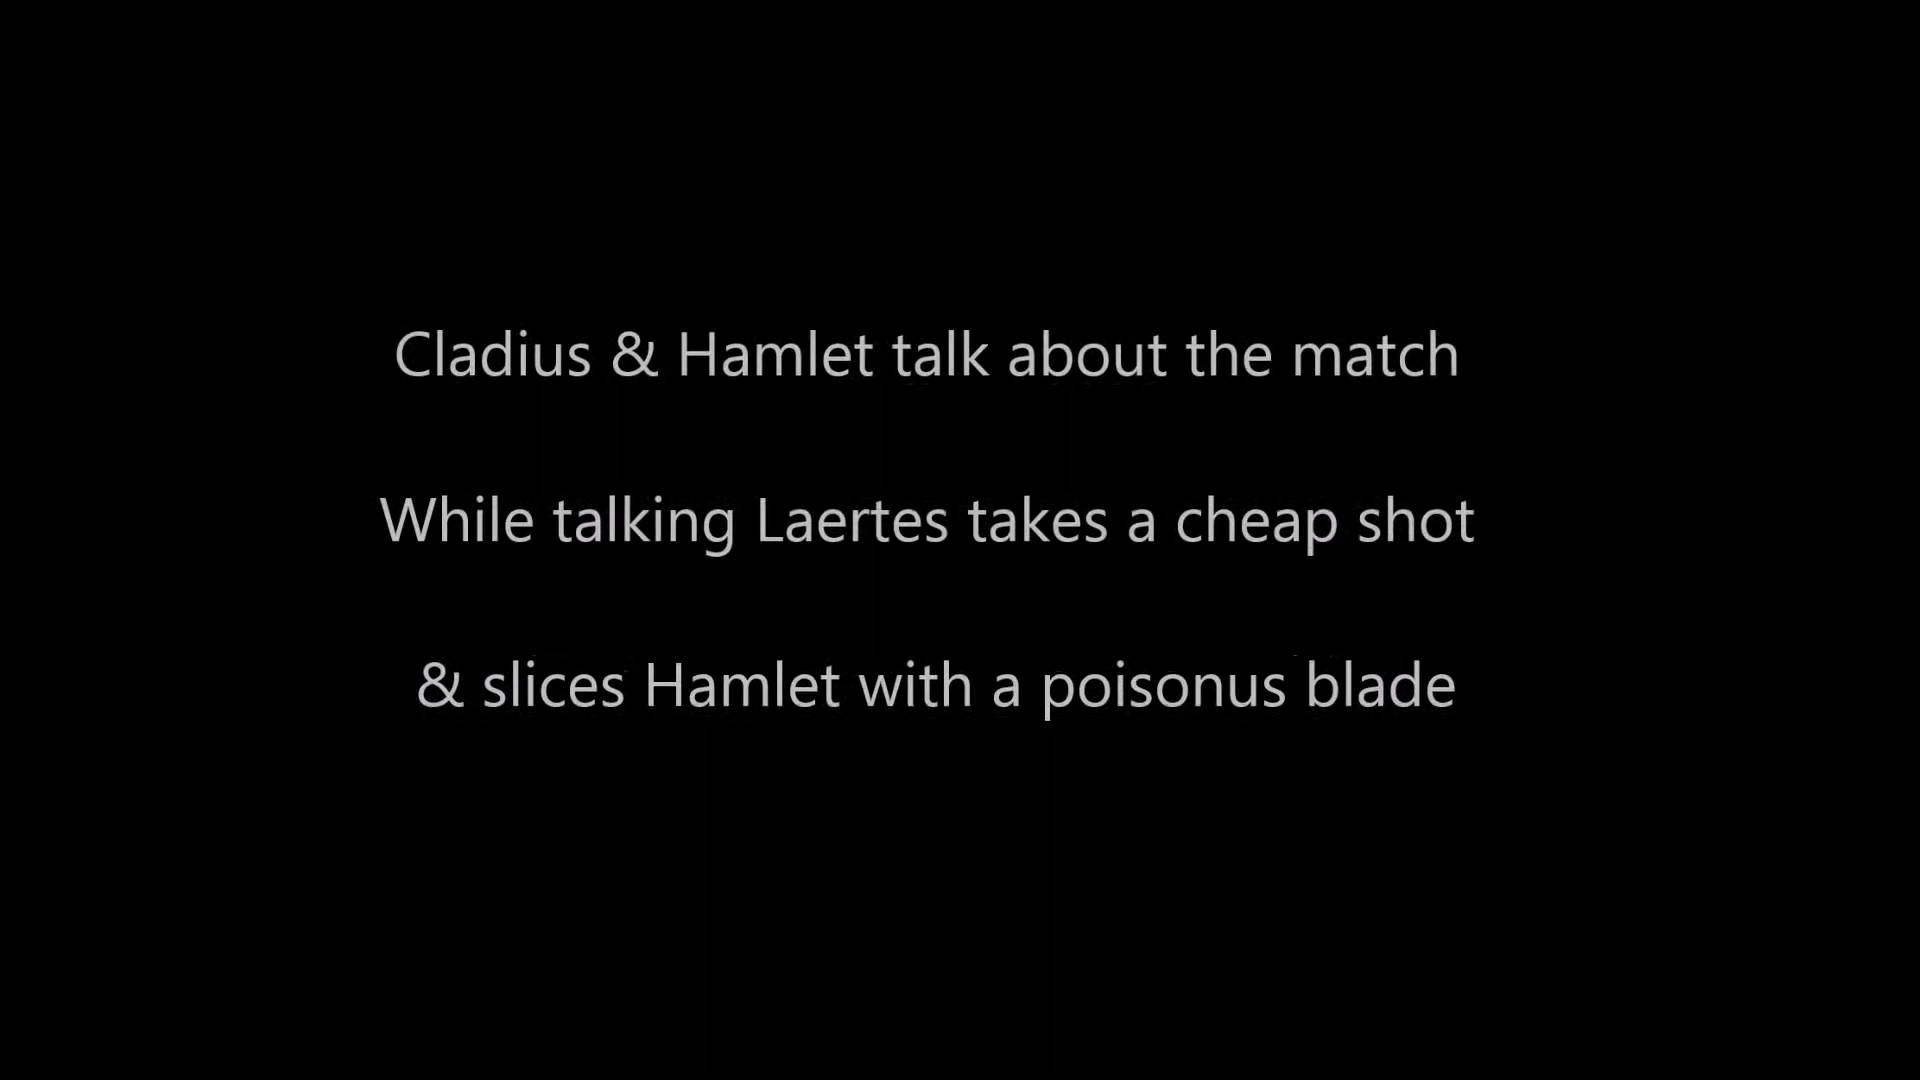 Cladius & Hamlet talk about the match
While talking Laertes takes a cheap shot
& slices Hamlet with a poisonus blade